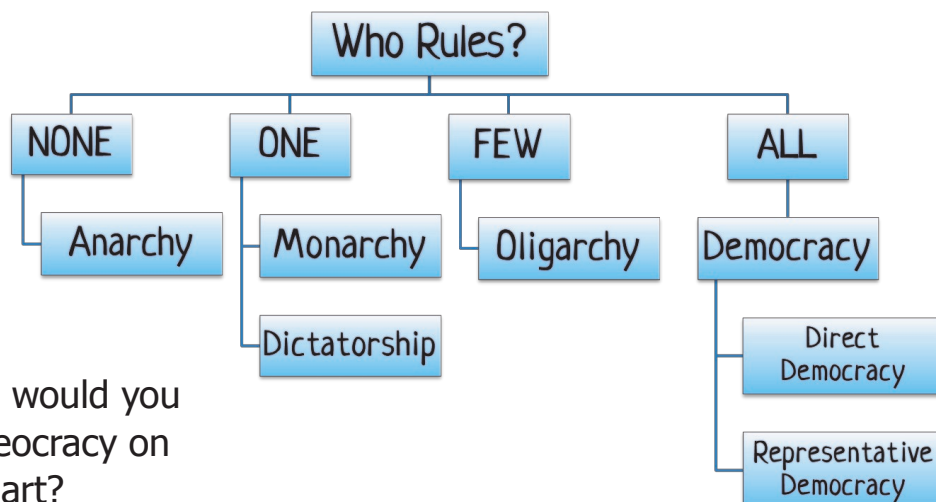 Who Rules?
NONE
ONE
FEW
ALL
Anarchy
Monarchy
Oligarchy
Democracy
Dictatorship
Direct
Democracy
Representative
Democracy
would you
eocracy on
art?